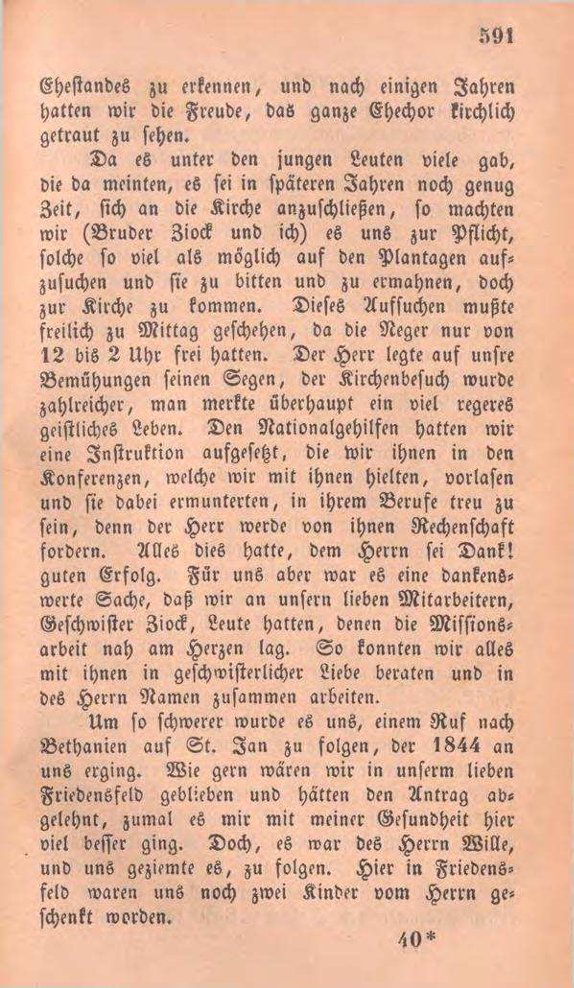 591
Ehestandes zu erkennen, und nach einigen Jahren
hatten wir die Freude, das ganze Ehechor kirchlich
getraut zu sehen.
Da es unter den jungen Leuten viele gab,
die da meinten, es sei in späteren Jahren noch genug
Zeit, sich an die Kirche anzuschließen, so machten
wir (Bruder Ziock und ich) es uns zur Pflicht,
solche so viel als möglich auf den Plantagen auf-
zusuchen und sie zu bitten und zu ermahnen, doch
zur Kirche zu kommen. Dieses Aufsuchen mußte
freilich zu Mittag geschehen, da die Neger nur von
12 bis 2 Uhr frei hatten. Der Herr legte auf unsre
Bemühungen seinen Segen, der Kirchenbesuch wurde
zahlreicher, man merkte überhaupt ein viel regeres
geistliches Leben. Den Nationalgehilfen hatten wir
eine Instruktion aufgesetzt, die wir ihnen in den
Konferenzen, welche wir mit ihnen hielten, vorlasen
und sie dabei ermunterten, in ihrem Berufe treu zu
sein, denn der Herr werde von ihnen Rechenschaft
fordern. Alles dies hatte, dem Herrn sei Dank!
guten Erfolg. Für uns aber war es eine dankens-
werte Sache, daß wir an unsern lieben Mitarbeitern,
Geschwister Ziock, Leute hatten, denen die Missions-
arbeit nah am Herzen lag. So konnten wir alles
mit ihnen in geschwisterlicher Liebe beraten und in
des Herrn Namen zusammen arbeiten.
Um so schwerer wurde es uns, einem Ruf nach
Bethanien auf St. Jan zu folgen, der 1844 an
uns erging. Wie gern wären wir in unserm lieben
Friedensfeld geblieben und hätten den Antrag ab-
gelehnt, zumal es mir mit meiner Gesundheit hier
viel besser ging. Doch, es war des Herrn Wille,
und uns geziemte es, zu folgen. Hier in Friedens-
feld waren uns noch zwei Kinder vom Herrn ge-
schenkt worden.
40*